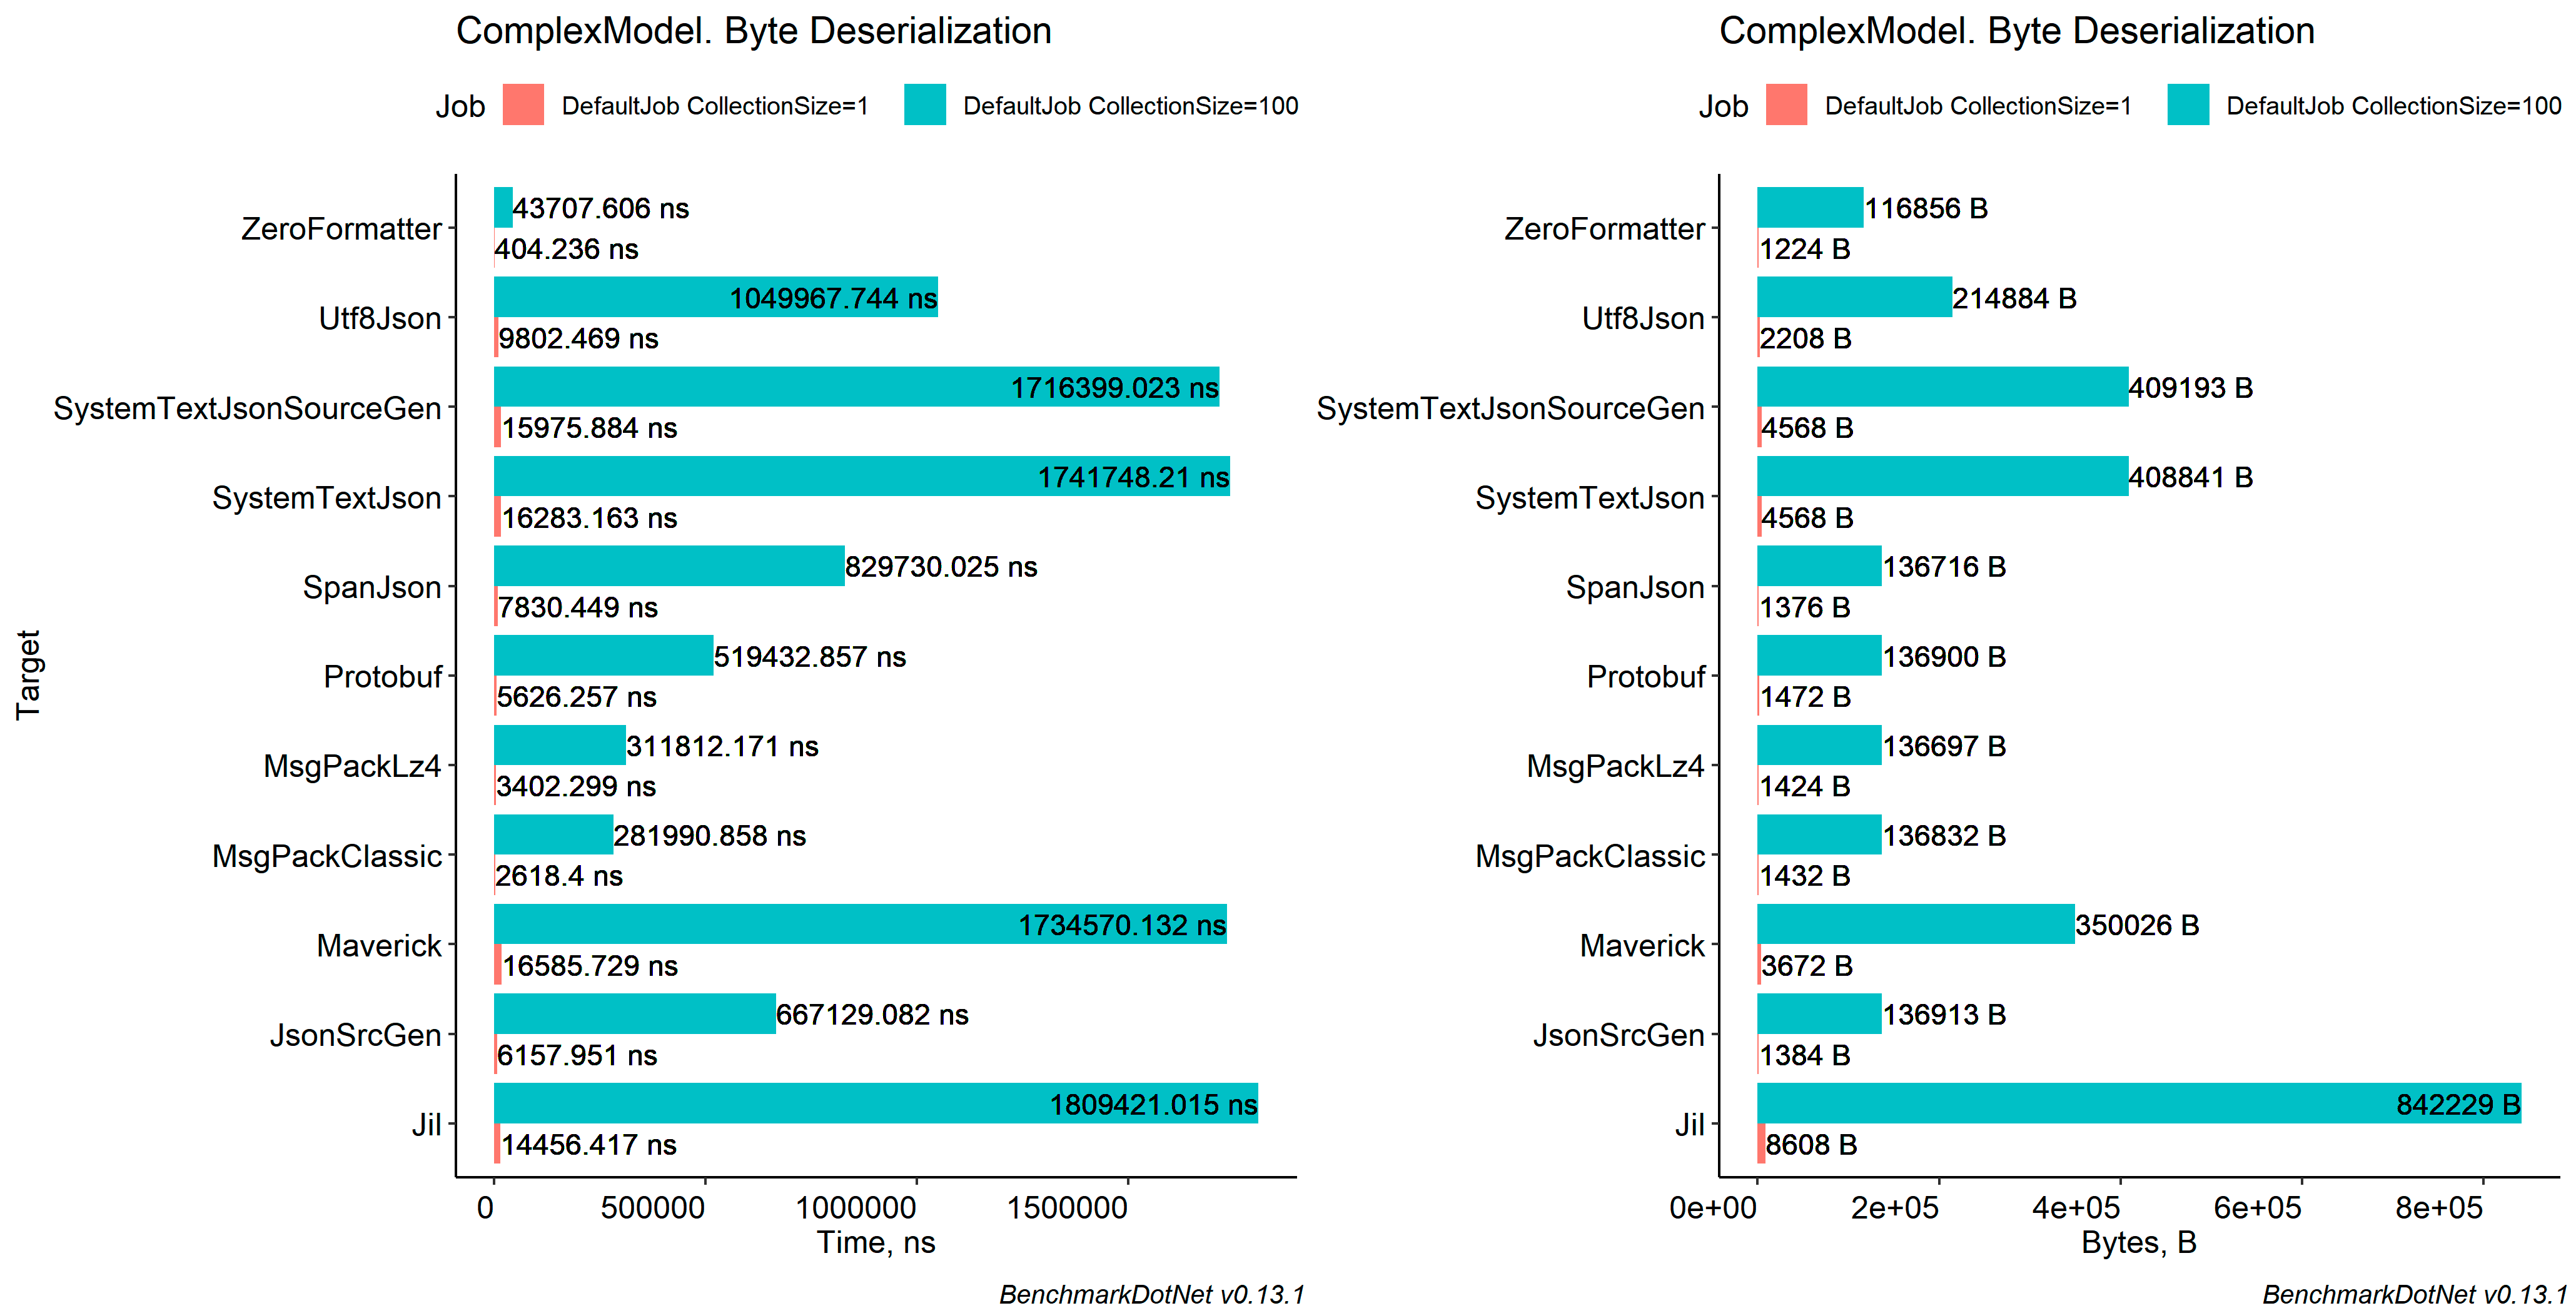 ComplexModel. Byte Deserialization
Job DefaultJob CollectionSize=1 DefaultJob CollectionSize=100
Target
ZeroFormatter
43707.606 ns
404.236 ns
Utf8Json
1049967.744 ns
9802.469 ns
SystemTextJsonSourceGen
1716399.023 ns
15975.884 ns
SystemTextJson
1741748.21 ns
16283.163 ns
SpanJson
829730.025 ns
7830.449 ns
Protobuf
519432.857 ns
5626.257 ns
MsgPackLz4
311812.171 ns
3402.299 ns
MsgPackClassic
281990.858 ns
2618.4 ns
Maverick
1734570.132 ns
16585.729 ns
JsonSrcGen
667129.082 ns
6157.951 ns
Jil
1809421.015 ns
14456.417 ns
0 500000 1000000 1500000
Time, ns
BenchmarkDotNet v0.13.1
ComplexModel. Byte Deserialization
Job DefaultJob CollectionSize=1 DefaultJob CollectionSize=100
ZeroFormatter
116856 B
1224 B
Utf8Json
214884 B
2208 B
SystemTextJsonSourceGen
409193 B
4568 B
SystemTextJson
408841 B
4568 B
SpanJson
136716 B
1376 B
Protobuf
136900 B
1472 B
MsgPackLz4
136697 B
1424 B
MsgPackClassic
136832 B
1432 B
Maverick
350026 B
3672 B
JsonSrcGen
136913 B
1384 B
Jil
842229 B
8608 B
0e+00 2e+05 4e+05 6e+05 8e+05
Bytes, B
BenchmarkDotNet v0.13.1